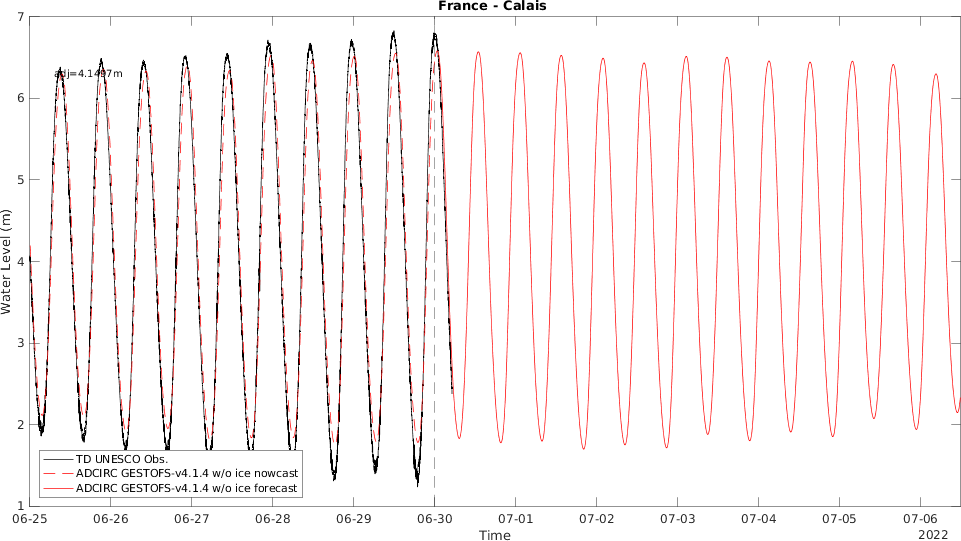 France - Calais
7
6
5
4
3
2
1
Water Level (m)
adj=4.1497m
TD UNESCO Obs.
ADCIRC GESTOFS-v4.1.4 w/o ice nowcast
ADCIRC GESTOFS-v4.1.4 w/o ice forecast
06-25 06-26 06-27 06-28 06-29 06-30 07-01 07-02 07-03 07-04 07-05 07-06
Time
2022